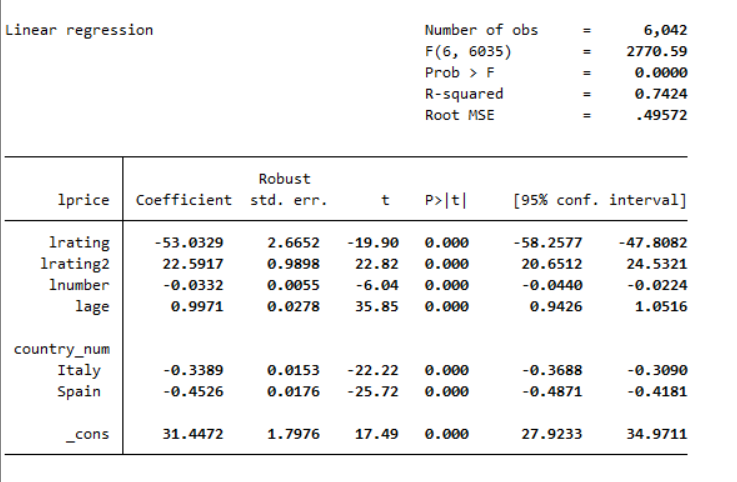 Linear regression Number of obs = 6,042
F(6, 6035) = 2770.59
Prob > F = 0.0000
R-squared = 0.7424
Root MSE = .49572
Robust
lprice Coefficient std. err. t P>|t| [95% conf. interval]
lrating -53.0329 2.6652 -19.90 0.000 -58.2577 -47.8082
lrating2 22.5917 0.9898 22.82 0.000 20.6512 24.5321
lnumber -0.0332 0.0055 -6.04 0.000 -0.0440 -0.0224
lage 0.9971 0.0278 35.85 0.000 0.9426 1.0516
country_num
Italy -0.3389 0.0153 -22.22 0.000 -0.3688 -0.3090
Spain -0.4526 0.0176 -25.72 0.000 -0.4871 -0.4181
_cons 31.4472 1.7976 17.49 0.000 27.9233 34.9711